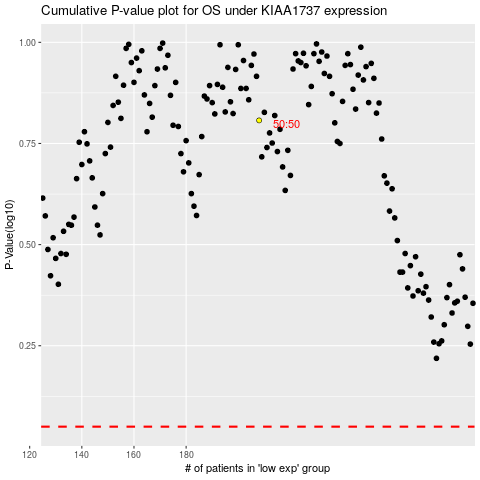 Cumulative P-value plot for OS under KIAA1737 expression
1.00
0.75
0.50
0.25
P-Value(log10)
50:50
120 140 160 180
# of patients in 'low exp' group